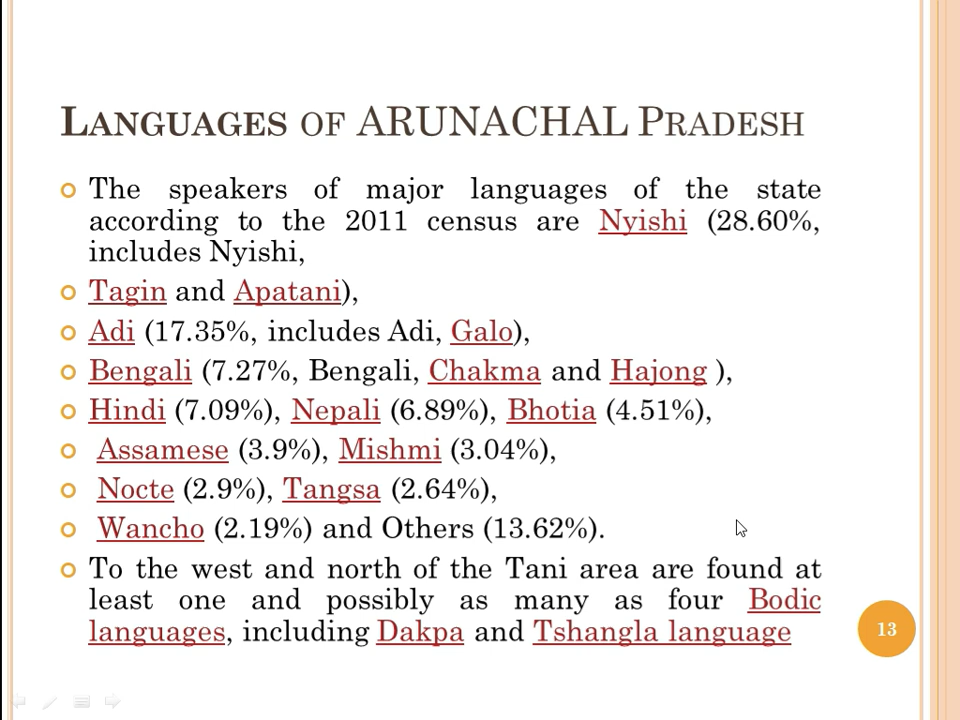 LANGUAGES OF ARUNACHAL PRADESH
The speakers of major languages of the state
according to the 2011 census are Nyishi (28.60%,
includes Nyishi,
Tagin and Apatani),
Adi (17.35%, includes Adi, Galo),
Bengali (7.27%, Bengali, Chakma and Hajong ),
Hindi (7.09%), Nepali (6.89%), Bhotia (4.51%),
Assamese (3.9%), Mishmi (3.04%),
Nocte (2.9%), Tangsa (2.64%),
Wancho (2.19%) and Others (13.62%).
To the west and north of the Tani area are found at
least one and possibly as many as four Bodic
languages, including Dakpa and Tshangla language
13